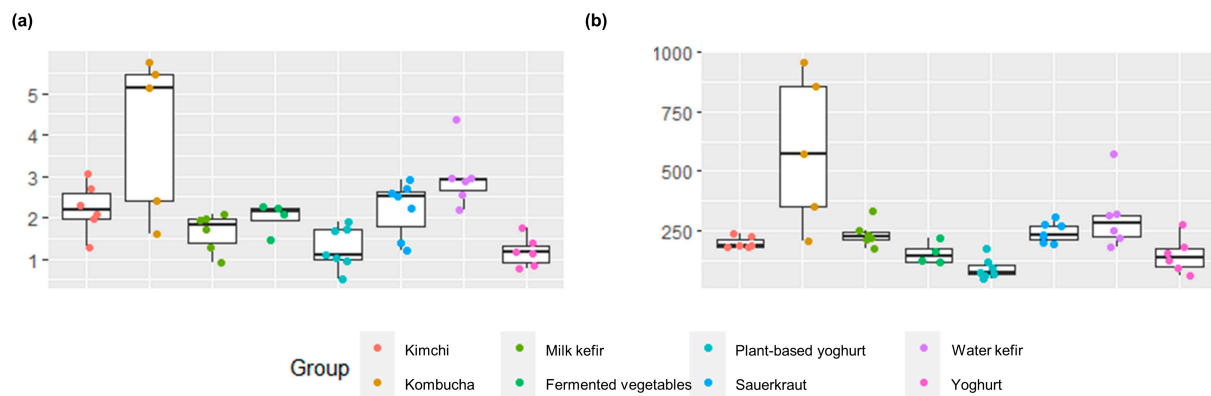 (a)
(b)
5
4
3
2
1
1000
750
500
250
Group
Kimchi
Milk kefir
Plant-based yoghurt
Water kefir
Kombucha
Fermented vegetables
Sauerkraut
Yoghurt